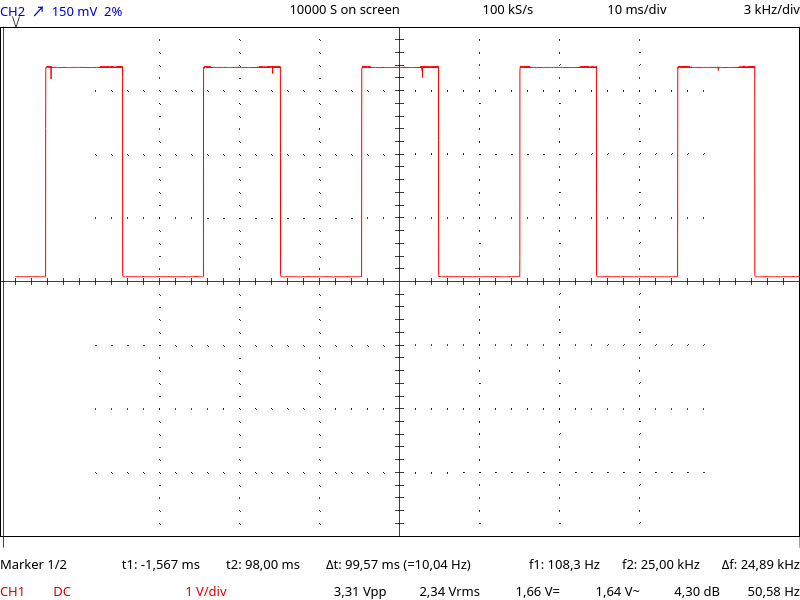 CH2 ↗ 150 mV 2% 10000 S on screen 100 kS/s 10 ms/div 3 kHz/div
Marker 1/2 t1: -1,567 ms t2: 98,00 ms Δt: 99,57 ms (=10,04 Hz) f1: 108,3 Hz f2: 25,00 kHz Δf: 24,89 kHz
CH1 DC 1 V/div 3,31 Vpp 2,34 Vrms 1,66 V= 1,64 V~ 4,30 dB 50,58 Hz